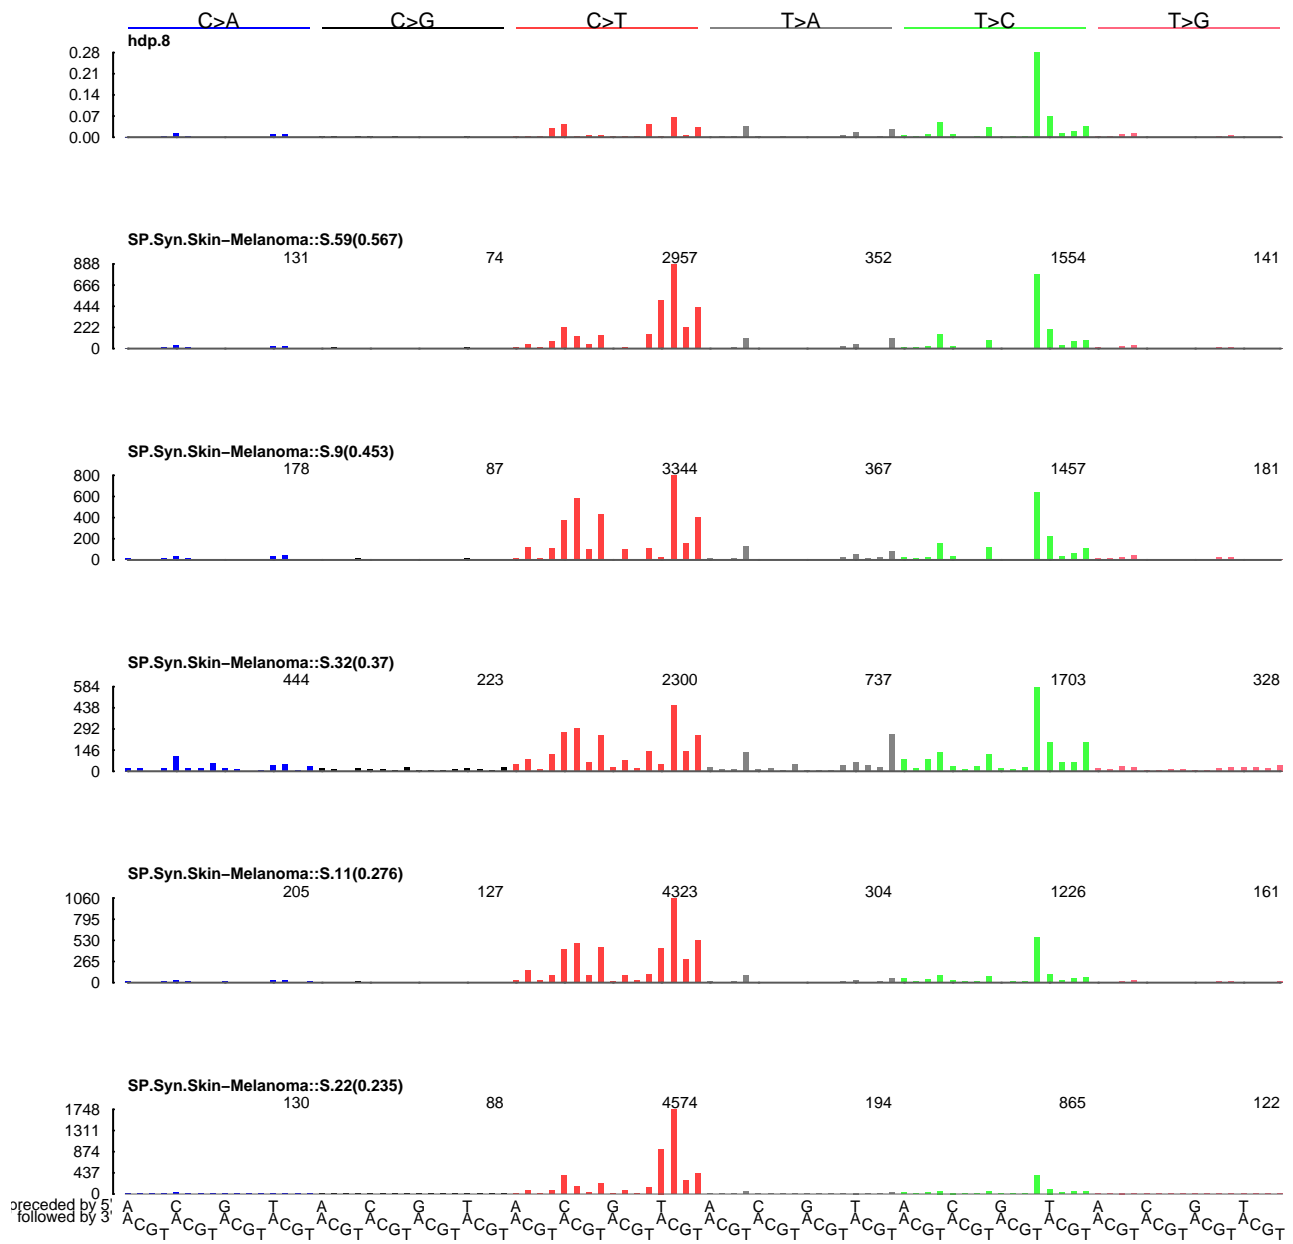 C>A C>G C>T T>A T>C T>G
hdp.8
0.28
0.21
0.14
0.07
0.00
SP.Syn.Skin−Melanoma::S.59(0.567)
131 74 2957 352 1554 141
888
666
444
222
0
SP.Syn.Skin−Melanoma::S.9(0.453)
178 87 3344 367 1457 181
800
600
400
200
0
SP.Syn.Skin−Melanoma::S.32(0.37)
444 223 2300 737 1703 328
584
438
292
146
0
SP.Syn.Skin−Melanoma::S.11(0.276)
205 127 4323 304 1226 161
1060
795
530
265
0
SP.Syn.Skin−Melanoma::S.22(0.235)
130 88 4574 194 865 122
1748
1311
874
437
0
preceded by 5' A C G T A C G T A C G T A C G T A C G T A C G T
followed by 3' A C G T A C G T A C G T A C G T A C G T A C G T A C G T A C G T A C G T A C G T A C G T A C G T A C G T A C G T A C G T A C G T A C G T A C G T A C G T A C G T A C G T A C G T A C G T A C G T